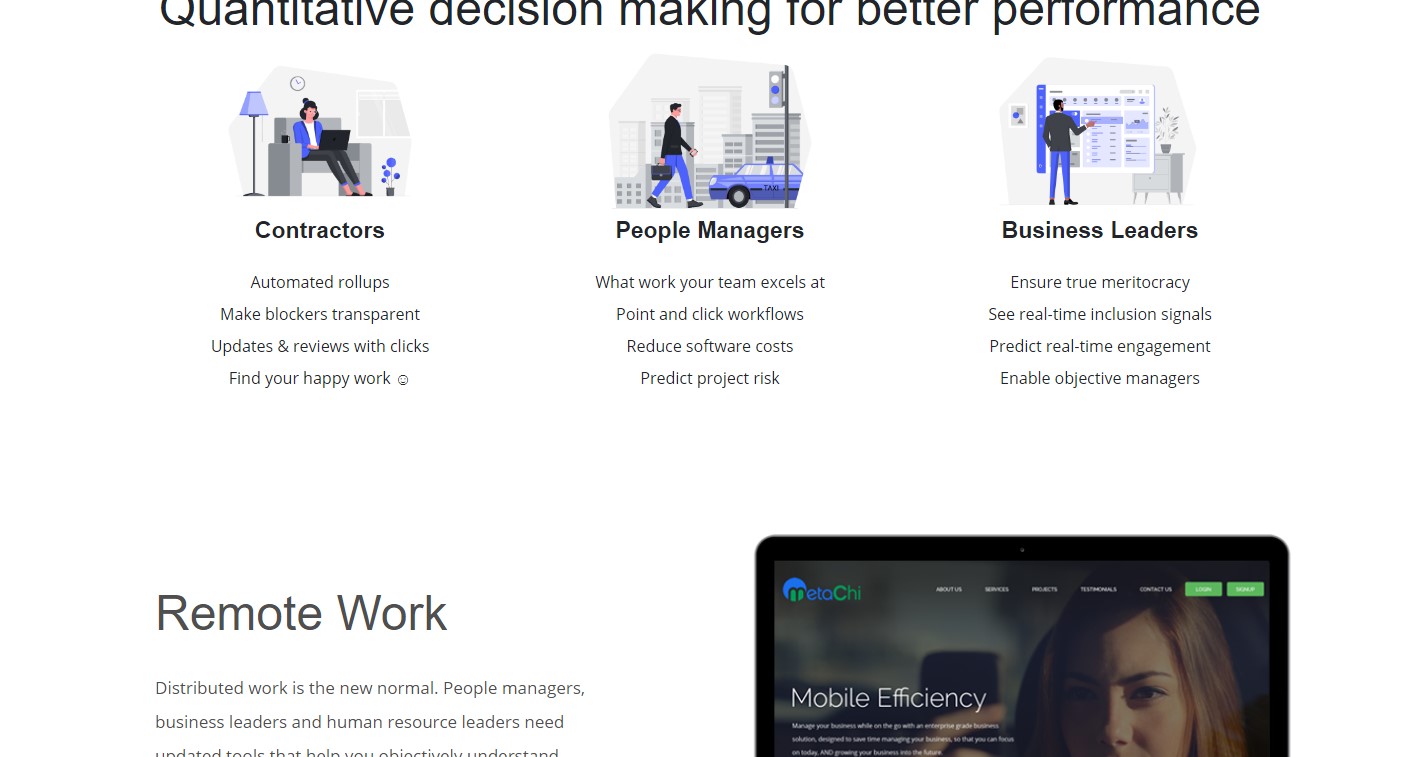 Quantitative decision making for better performance
TAXI
Contractors
Automated rollups
Make blockers transparent
Updates & reviews with clicks
Find your happy work ☺
People Managers
What work your team excels at
Point and click workflows
Reduce software costs
Predict project risk
Business Leaders
Ensure true meritocracy
See real-time inclusion signals
Predict real-time engagement
Enable objective managers
Remote Work
Distributed work is the new normal. People managers,
business leaders and human resource leaders need
updated tools that help you objectively understand
metaChi
ABOUT US SERVICES PROJECTS TESTIMONIALS CONTACT US LOGIN SIGNUP
Mobile Efficiency
Manage your business while on the go with an enterprise grade business
solution, designed to save time managing your business, so that you can focus
on today, AND growing your business into the future.